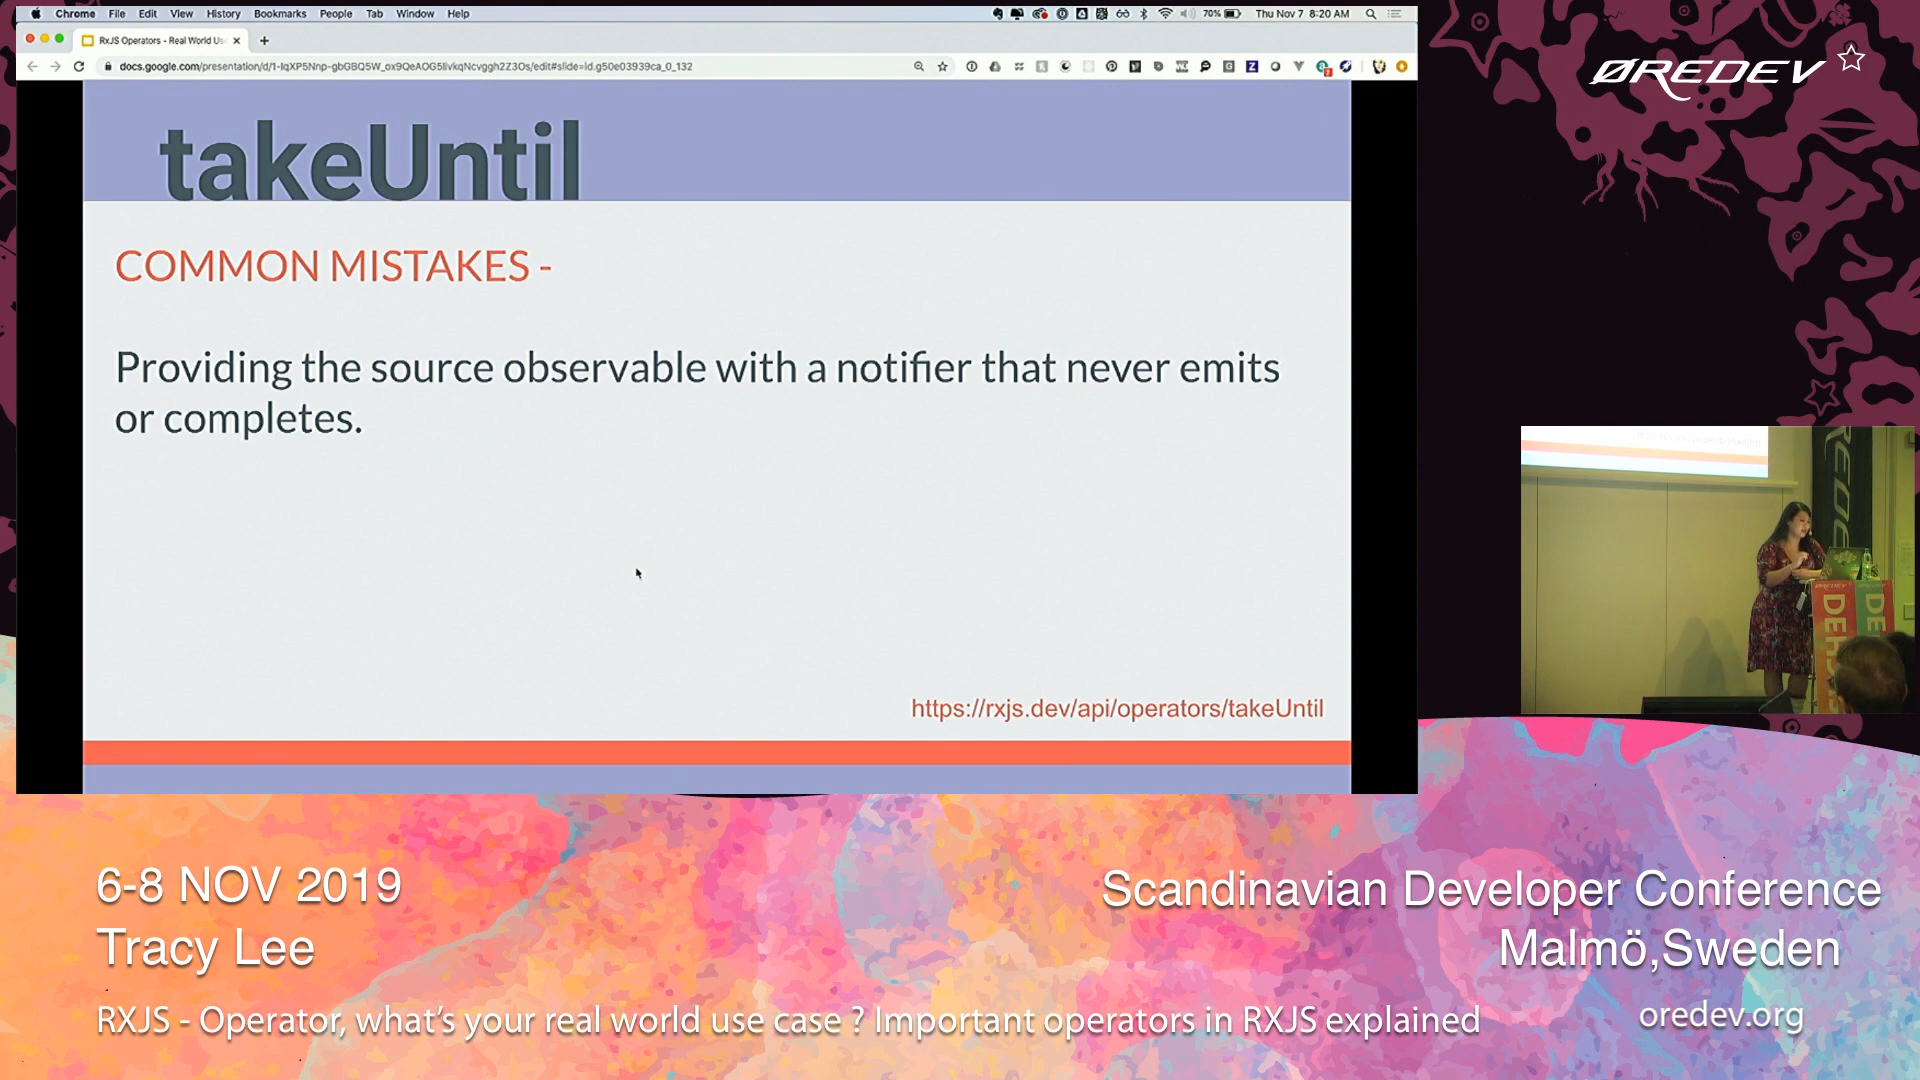 Chrome File Edit View History Bookmarks People Tab Window Help
70% Thu Nov 7 8:20 AM
RxJS Operators - Real World Us
docs.google.com/presentation/d/1-IqXP5Nnp-gbGBQ5W_ox9QeAOG5IivkqNcvggh2Z3Os/edit#slide=id.g50e03939ca_0_132
takeUntil
COMMON MISTAKES -
Providing the source observable with a notifier that never emits
or completes.
https://rxjs.dev/api/operators/takeUntil
ØREDEV
6-8 NOV 2019
Tracy Lee
RXJS - Operator, what's your real world use case ? Important operators in RXJS explained
Scandinavian Developer Conference
Malmö,Sweden
oredev.org